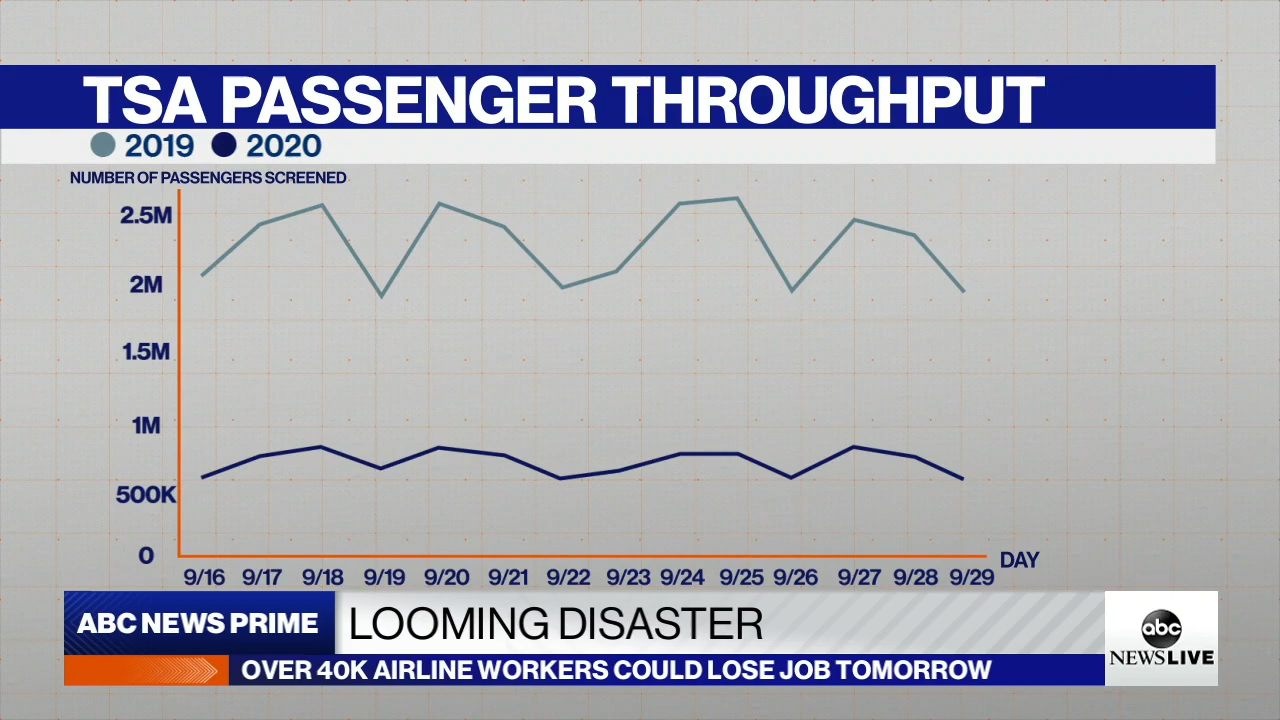 TSA PASSENGER THROUGHPUT
2019 2020
NUMBER OF PASSENGERS SCREENED
2.5M
2M
1.5M
1M
500K
0
DAY
9/16 9/17 9/18 9/19 9/20 9/21 9/22 9/23 9/24 9/25 9/26 9/27 9/28 9/29
ABC NEWS PRIME
LOOMING DISASTER
OVER 40K AIRLINE WORKERS COULD LOSE JOB TOMORROW
abc
NEWSLIVE